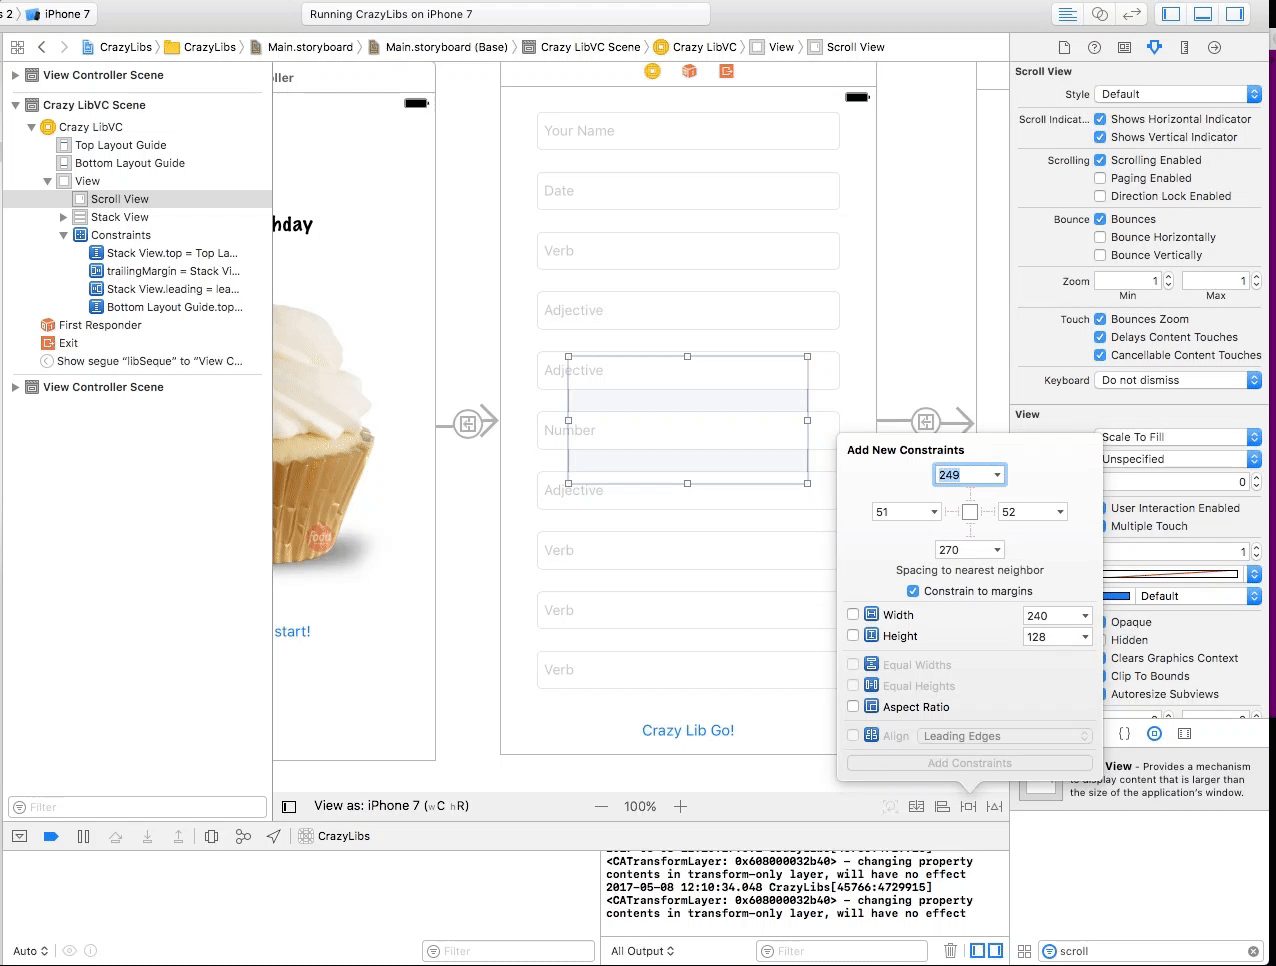 s 2) iPhone 7
Running CrazyLibs on iPhone 7
CrazyLibs CrazyLibs Main.storyboard Main.storyboard (Base) Crazy LibVC Scene Crazy LibVC View Scroll View
View Controller Scene
Crazy LibVC Scene
Crazy LibVC
Top Layout Guide
Bottom Layout Guide
View
Scroll View
Stack View
Constraints
Stack View.top = Top La...
trailingMargin = Stack Vi...
Stack View.leading = lea...
Bottom Layout Guide.top...
First Responder
Exit
Show segue “libSeque” to “View C...
View Controller Scene
Filter
ller
hday
food
start!
Your Name
Date
Verb
Adjective
Adjective
Number
Adjective
Verb
Verb
Verb
Crazy Lib Go!
Add New Constraints
249
51 52
270
Spacing to nearest neighbor
Constrain to margins
Width 240
Height 128
Equal Widths
Equal Heights
Aspect Ratio
Align Leading Edges
Add Constraints
View as: iPhone 7 (wC hR)
— 100% +
Scroll View
Style Default
Scroll Indicat... Shows Horizontal Indicator
Shows Vertical Indicator
Scrolling Scrolling Enabled
Paging Enabled
Direction Lock Enabled
Bounce Bounces
Bounce Horizontally
Bounce Vertically
Zoom 1 1
Min Max
Touch Bounces Zoom
Delays Content Touches
Cancellable Content Touches
Keyboard Do not dismiss
View
Scale To Fill
Unspecified
0
User Interaction Enabled
Multiple Touch
1
Default
Opaque
Hidden
Clears Graphics Context
Clip To Bounds
Autoresize Subviews
{ }
View - Provides a mechanism
to display content that is larger than
the size of the application's window.
CrazyLibs
<CATransformLayer: 0x608000032b40> - changing property
contents in transform-only layer, will have no effect
2017-05-08 12:10:34.048 CrazyLibs[45766:4729915]
<CATransformLayer: 0x608000032b40> - changing property
contents in transform-only layer, will have no effect
Auto Filter All Output Filter scroll